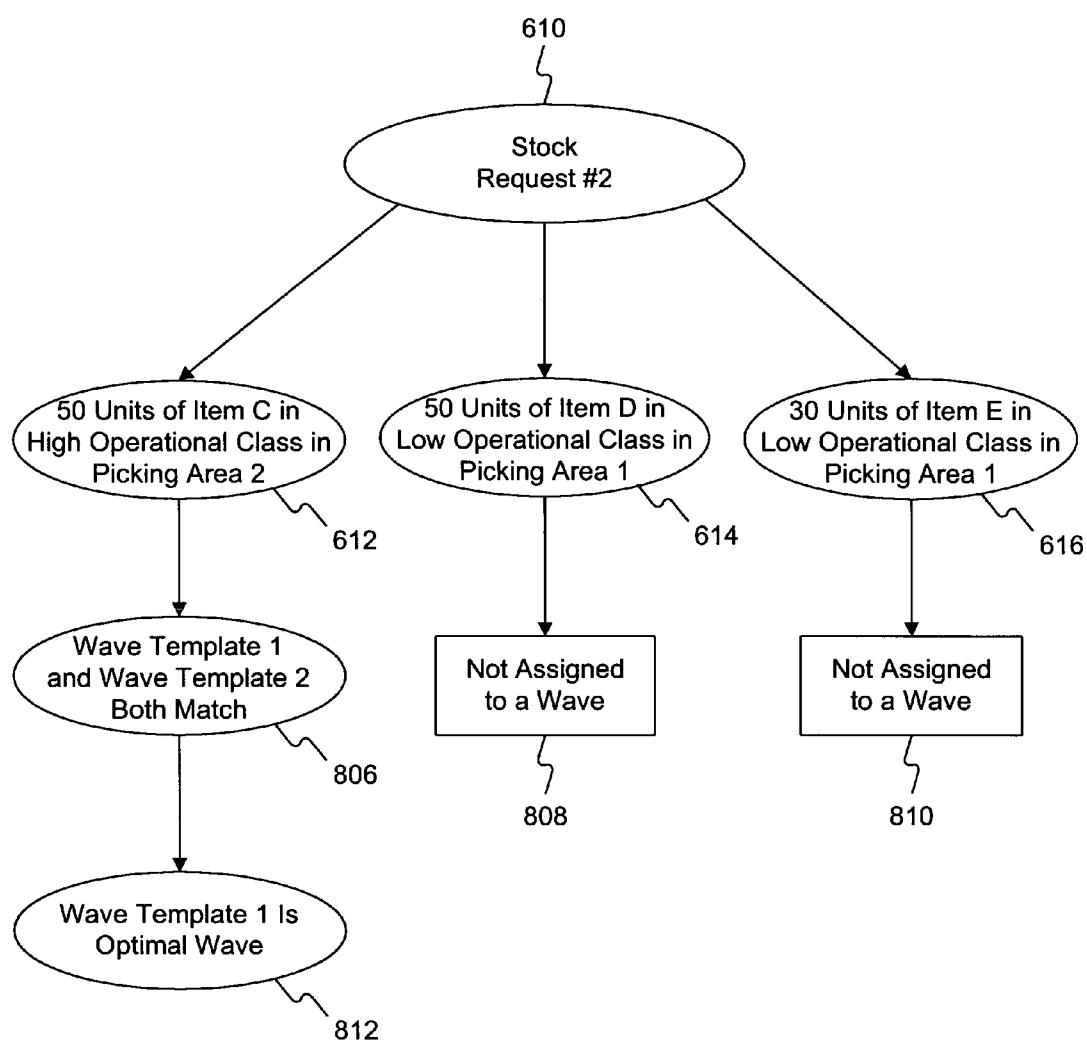 610
Stock
Request #2
50 Units of Item C in
High Operational Class in
Picking Area 2
612
50 Units of Item D in
Low Operational Class in
Picking Area 1
614
30 Units of Item E in
Low Operational Class in
Picking Area 1
616
Wave Template 1
and Wave Template 2
Both Match
806
Not Assigned
to a Wave
808
Not Assigned
to a Wave
810
Wave Template 1 Is
Optimal Wave
812